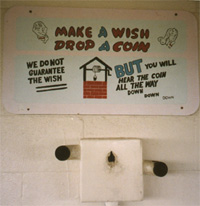 MAKE A WISH
DROP A COIN
WE DO NOT
GUARANTEE
THE WISH
BUT YOU WILL
HEAR THE COIN
ALL THE WAY
DOWN
DOWN